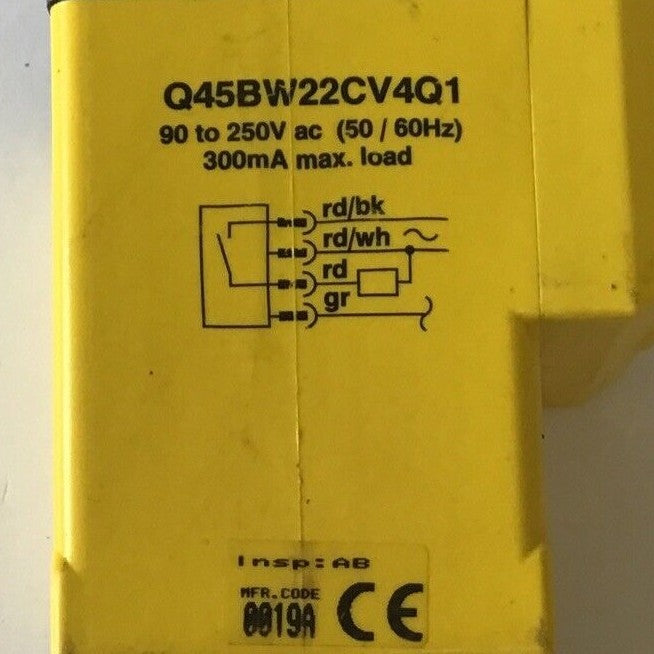 Q45BW22CV4Q1
90 to 250V ac (50 / 60Hz)
300mA max. load
rd/bk
rd/wh
rd
gr
Insp:AB
MFR.CODE
0019A CE